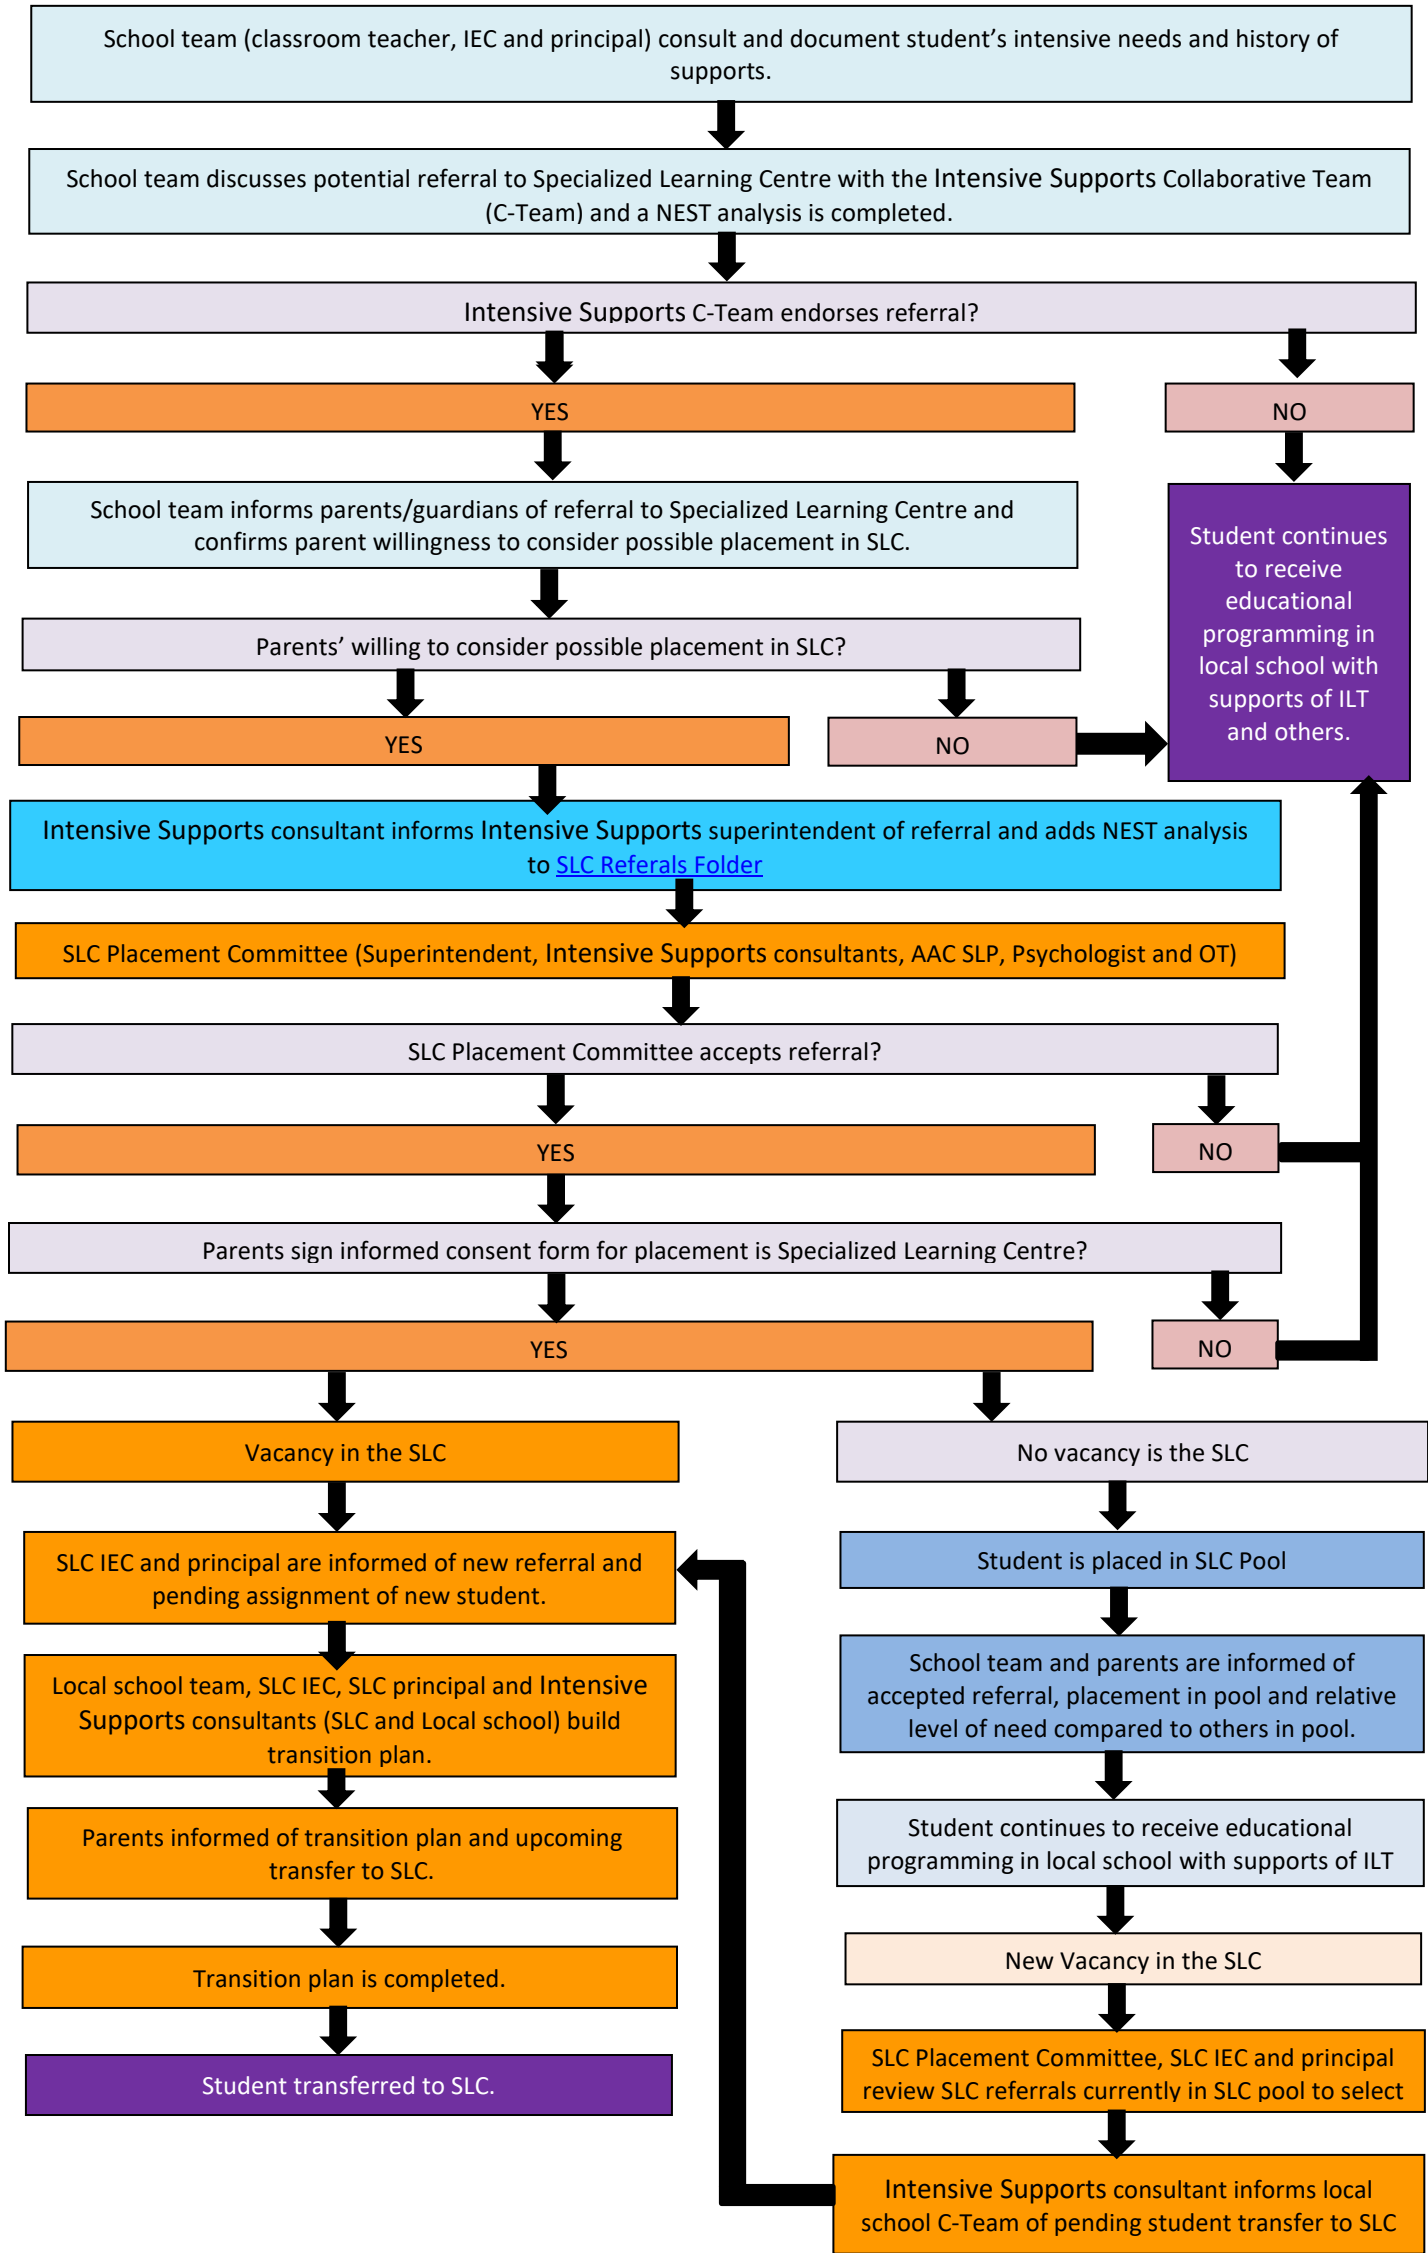 School team (classroom teacher, IEC and principal) consult and document student's intensive needs and history of
supports.
School team discusses potential referral to Specialized Learning Centre with the Intensive Supports Collaborative Team
(C-Team) and a NEST analysis is completed.
Intensive Supports C-Team endorses referral?
YES
NO
School team informs parents/guardians of referral to Specialized Learning Centre and
confirms parent willingness to consider possible placement in SLC.
Student continues
to receive
educational
programming in
local school with
supports of ILT
and others.
Parents' willing to consider possible placement in SLC?
YES
NO
Intensive Supports consultant informs Intensive Supports superintendent of referral and adds NEST analysis
to SLC Referals Folder
SLC Placement Committee (Superintendent, Intensive Supports consultants, AAC SLP, Psychologist and OT)
SLC Placement Committee accepts referral?
YES
NO
Parents sign informed consent form for placement is Specialized Learning Centre?
YES
NO
Vacancy in the SLC
SLC IEC and principal are informed of new referral and
pending assignment of new student.
Local school team, SLC IEC, SLC principal and Intensive
Supports consultants (SLC and Local school) build
transition plan.
Parents informed of transition plan and upcoming
transfer to SLC.
Transition plan is completed.
Student transferred to SLC.
No vacancy is the SLC
Student is placed in SLC Pool
School team and parents are informed of
accepted referral, placement in pool and relative
level of need compared to others in pool.
Student continues to receive educational
programming in local school with supports of ILT
New Vacancy in the SLC
SLC Placement Committee, SLC IEC and principal
review SLC referrals currently in SLC pool to select
Intensive Supports consultant informs local
school C-Team of pending student transfer to SLC